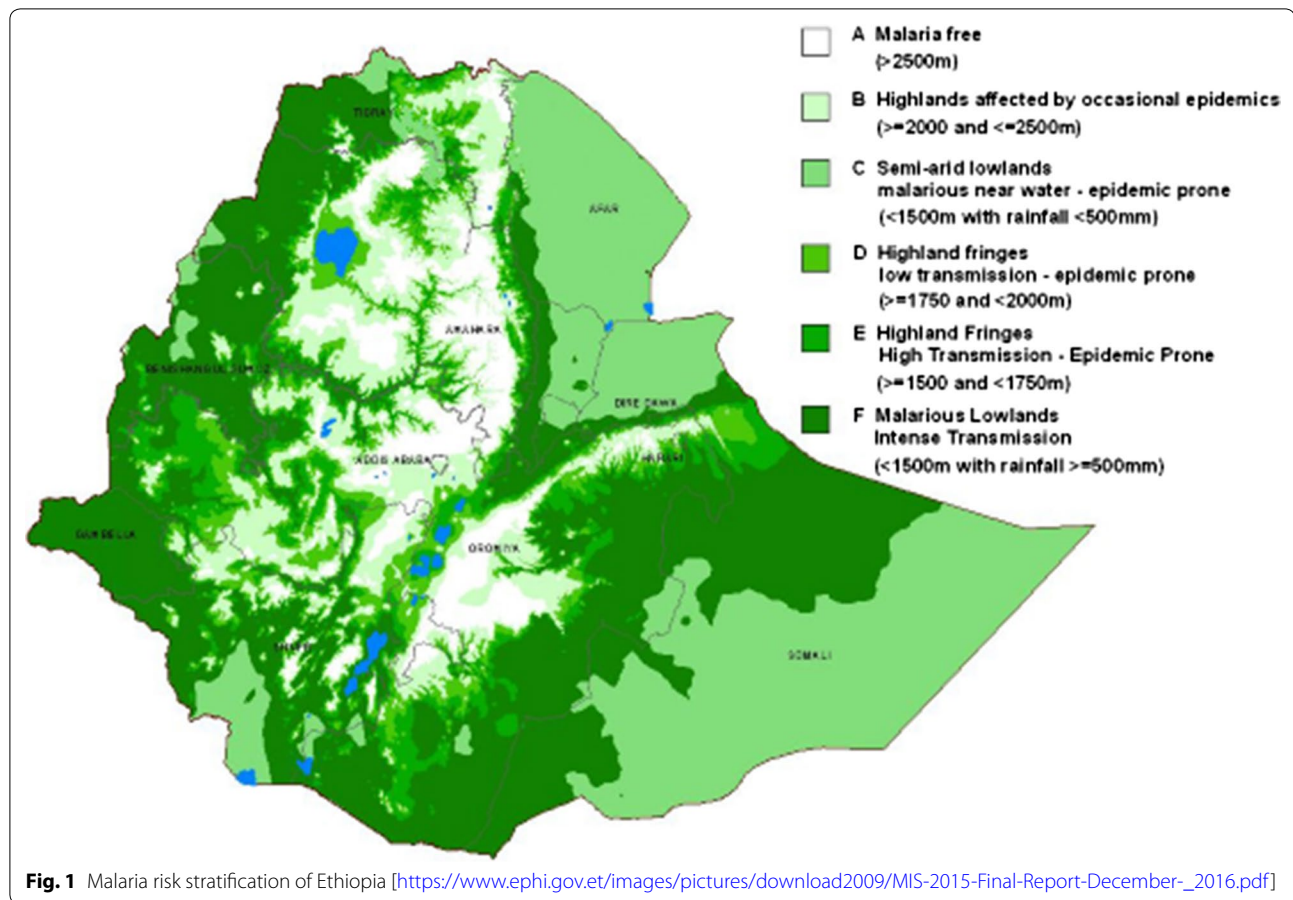 A Malaria free
(>2500m)
B Highlands affected by occasional epidemics
(>=2000 and <=2500m)
C Semi-arid lowlands
malarious near water - epidemic prone
(<1500m with rainfall <500mm)
D Highland fringes
low transmission - epidemic prone
(>=1750 and <2000m)
E Highland Fringes
High Transmission - Epidemic Prone
(>=1500 and <1750m)
F Malarious Lowlands
Intense Transmission
(<1500m with rainfall >=500mm)
TIGRAY
AFAR
AMAHARA
BENISHANGUL GUMUZ
DIRE DAWA
ADDIS ABABA
HARARI
GAMBELLA
OROMIYA
SOMALI
Fig. 1 Malaria risk stratification of Ethiopia [https://www.ephi.gov.et/images/pictures/download2009/MIS-2015-Final-Report-December-_2016.pdf]